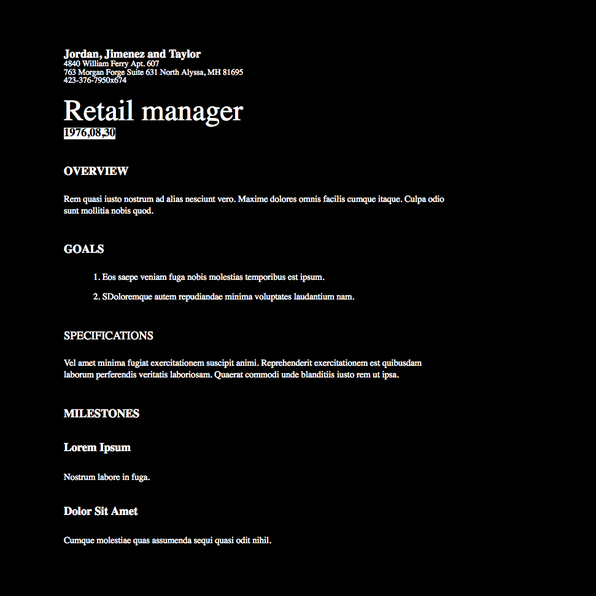 Jordan, Jimenez and Taylor
4840 William Ferry Apt. 607
763 Morgan Forge Suite 631 North Alyssa, MH 81695
423-376-7950x674
Retail manager
1976,08,30
OVERVIEW
Rem quasi iusto nostrum ad alias nesciunt vero. Maxime dolores omnis facilis cumque itaque. Culpa odio
sunt mollitia nobis quod.
GOALS
1. Eos saepe veniam fuga nobis molestias temporibus est ipsum.
2. SDoloremque autem repudiandae minima voluptates laudantium nam.
SPECIFICATIONS
Vel amet minima fugiat exercitationem suscipit animi. Reprehenderit exercitationem est quibusdam
laborum perferendis veritatis laboriosam. Quaerat commodi unde blanditiis iusto rem ut ipsa.
MILESTONES
Lorem Ipsum
Nostrum labore in fuga.
Dolor Sit Amet
Cumque molestiae quas assumenda sequi quasi odit nihil.